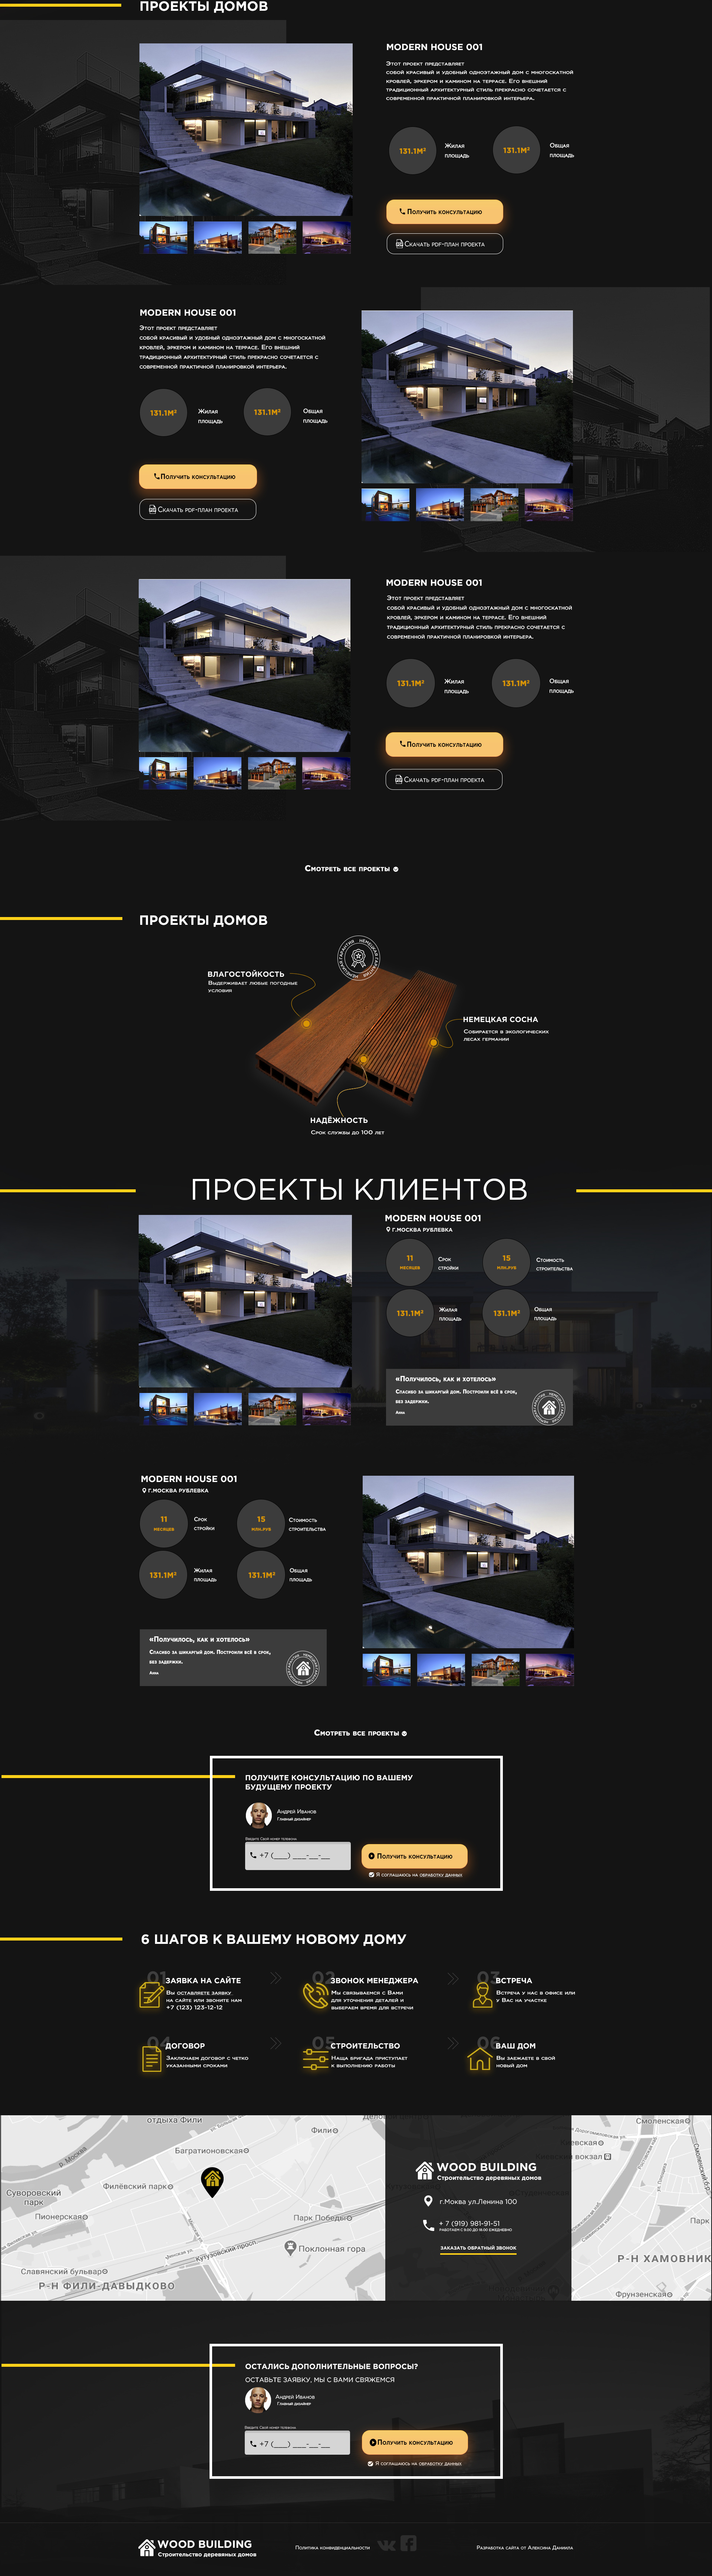 ПРОЕКТЫ ДОМОВ
MODERN HOUSE 001
Этот проект представляет
собой красивый и удобный одноэтажный дом с многоскатной
кровлей, эркером и камином на террасе. Его внешний
традиционный архитектурный стиль прекрасно сочетается с
современной практичной планировкой интерьера.
131.1М²
Жилая
площадь
131.1М²
Общая
площадь
Получить консультацию
Скачать pdf-план проекта
MODERN HOUSE 001
Этот проект представляет
собой красивый и удобный одноэтажный дом с многоскатной
кровлей, эркером и камином на террасе. Его внешний
традиционный архитектурный стиль прекрасно сочетается с
современной практичной планировкой интерьера.
131.1М²
Жилая
площадь
131.1М²
Общая
площадь
Получить консультацию
Скачать pdf-план проекта
MODERN HOUSE 001
Этот проект представляет
собой красивый и удобный одноэтажный дом с многоскатной
кровлей, эркером и камином на террасе. Его внешний
традиционный архитектурный стиль прекрасно сочетается с
современной практичной планировкой интерьера.
131.1М²
Жилая
площадь
131.1М²
Общая
площадь
Получить консультацию
Скачать pdf-план проекта
Смотреть все проекты
ПРОЕКТЫ ДОМОВ
ВЛАГОСТОЙКОСТЬ
Выдерживает любые погодные
условия
НЕМЕЦКАЯ СОСНА
Собирается в экологических
лесах германии
НАДЁЖНОСТЬ
Срок службы до 100 лет
ПРОЕКТЫ КЛИЕНТОВ
MODERN HOUSE 001
Г.МОСКВА РУБЛЕВКА
11
МЕСЯЦЕВ
Срок
стройки
15
МЛН.РУБ
Стоимость
строительства
131.1М²
Жилая
площадь
131.1М²
Общая
площадь
«Получилось, как и хотелось»
Спасибо за шикаргый дом. Построили всё в срок,
без задержки.
Анна
MODERN HOUSE 001
Г.МОСКВА РУБЛЕВКА
11
МЕСЯЦЕВ
Срок
стройки
15
МЛН.РУБ
Стоимость
строительства
131.1М²
Жилая
площадь
131.1М²
Общая
площадь
«Получилось, как и хотелось»
Спасибо за шикаргый дом. Построили всё в срок,
без задержки.
Анна
Смотреть все проекты
ПОЛУЧИТЕ КОНСУЛЬТАЦИЮ ПО ВАШЕМУ
БУДУЩЕМУ ПРОЕКТУ
Андрей Иванов
Главный дизайнер
Введите Свой номер телефона
+7 (___) ___-__-__
Получить консультацию
Я соглашаюсь на обработку данных
6 ШАГОВ К ВАШЕМУ НОВОМУ ДОМУ
01
ЗАЯВКА НА САЙТЕ
Вы оставляете заявку
на сайте или звоните нам
+7 (123) 123-12-12
02
ЗВОНОК МЕНЕДЖЕРА
Мы связываемся с Вами
для уточнения деталей и
выбераем время для встречи
03
ВСТРЕЧА
Встреча у нас в офисе или
у Вас на участке
04
ДОГОВОР
Заключаем договор с четко
указанными сроками
05
СТРОИТЕЛЬСТВО
Наша бригада приступает
к выполнению работы
06
ВАШ ДОМ
Вы заежаете в свой
новый дом
отдыха Фили
Фили
Багратионовская
р. Москва
Филёвский парк
Суворовский
парк
Пионерская
Парк Победы
Кутузовский просп
Поклонная гора
Славянский бульвар
Р-Н ФИЛИ-ДАВЫДКОВО
WOOD BUILDING
Строительство деревяных домов
г.Моква ул.Ленина 100
+ 7 (919) 981-91-51
РАБОТАЕМ С 9.00 ДО 18.00 ЕЖЕДНЕВНО
ЗАКАЗАТЬ ОБРАТНЫЙ ЗВОНОК
Смоленская
вокзал
Парк
Р-Н ХАМОВНИК
Фрунзенская
ОСТАЛИСЬ ДОПОЛНИТЕЛЬНЫЕ ВОПРОСЫ?
ОСТАВЬТЕ ЗАЯВКУ, МЫ С ВАМИ СВЯЖЕМСЯ
Андрей Иванов
Главный дизайнер
Введите Свой номер телефона
+7 (___) ___-__-__
Получить консультацию
Я соглашаюсь на обработку данных
WOOD BUILDING
Строительство деревяных домов
Политика конфиденциальности
Разработка сайта от Алексина Даниила